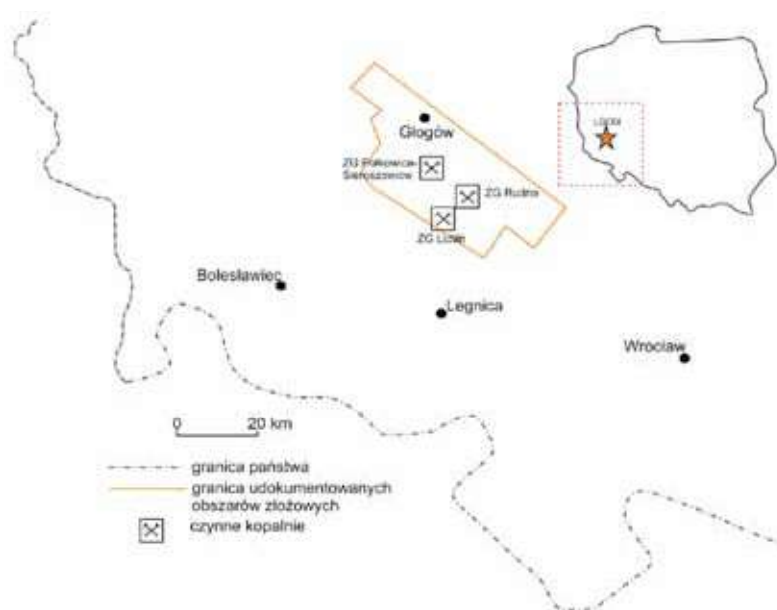 Głogów
ZG Polkowice-
Sieroszowice
ZG Rudna
ZG Lubin
LGOM
Bolesławiec
Legnica
Wrocław
0 20 km
granica państwa
granica udokumentowanych
obszarów złożowych
czynne kopalnie